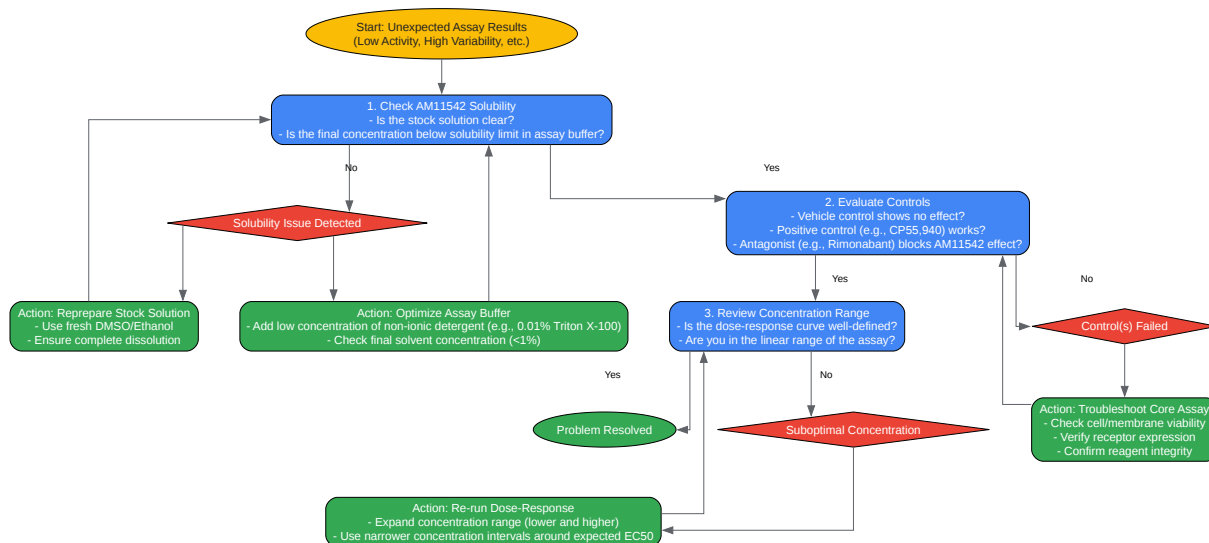 Start: Unexpected Assay Results
(Low Activity, High Variability, etc.)
1. Check AM11542 Solubility
- Is the stock solution clear?
- Is the final concentration below solubility limit in assay buffer?
No
Yes
Solubility Issue Detected
2. Evaluate Controls
- Vehicle control shows no effect?
- Positive control (e.g., CP55,940) works?
- Antagonist (e.g., Rimonabant) blocks AM11542 effect?
Yes
No
Action: Reprepare Stock Solution
- Use fresh DMSO/Ethanol
- Ensure complete dissolution
Action: Optimize Assay Buffer
- Add low concentration of non-ionic detergent (e.g., 0.01% Triton X-100)
- Check final solvent concentration (<1%)
3. Review Concentration Range
- Is the dose-response curve well-defined?
- Are you in the linear range of the assay?
Control(s) Failed
Yes
No
Problem Resolved
Suboptimal Concentration
Action: Troubleshoot Core Assay
- Check cell/membrane viability
- Verify receptor expression
- Confirm reagent integrity
Action: Re-run Dose-Response
- Expand concentration range (lower and higher)
- Use narrower concentration intervals around expected EC50